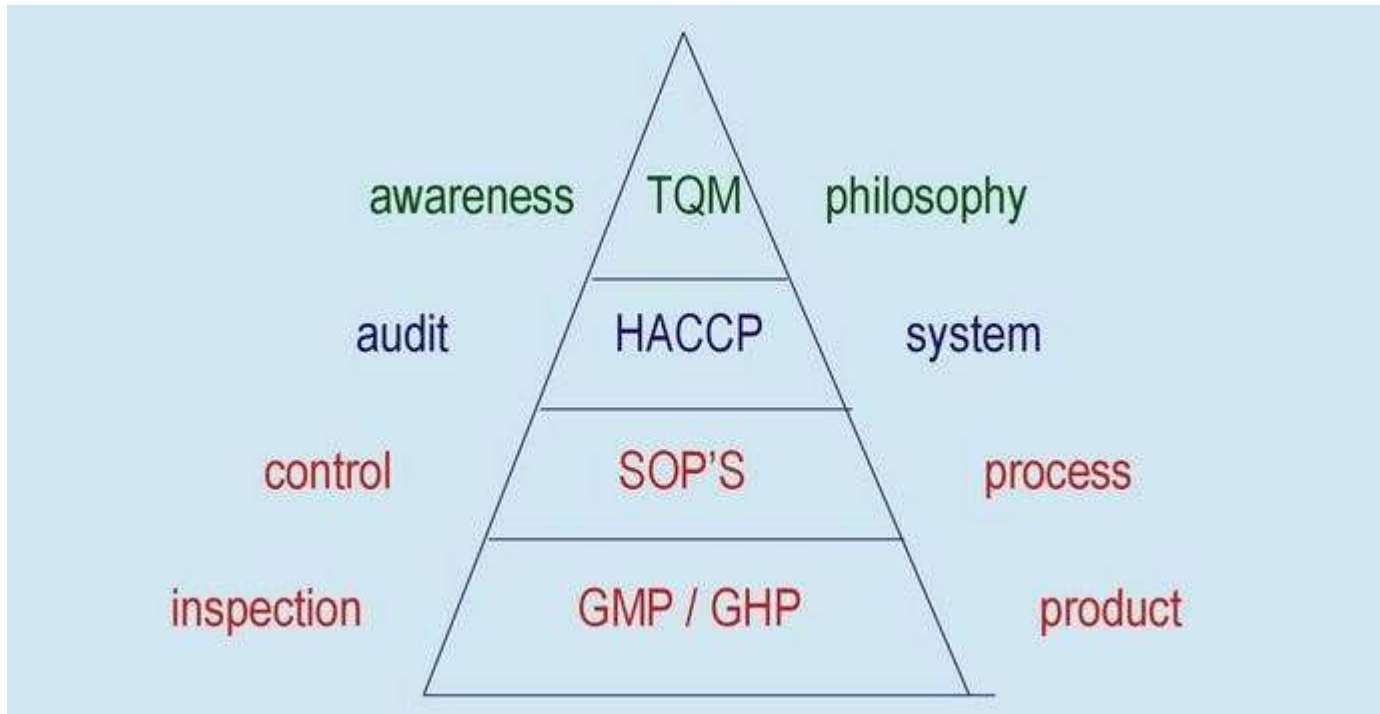 awareness TQM philosophy
audit HACCP system
control SOP'S process
inspection GMP / GHP product